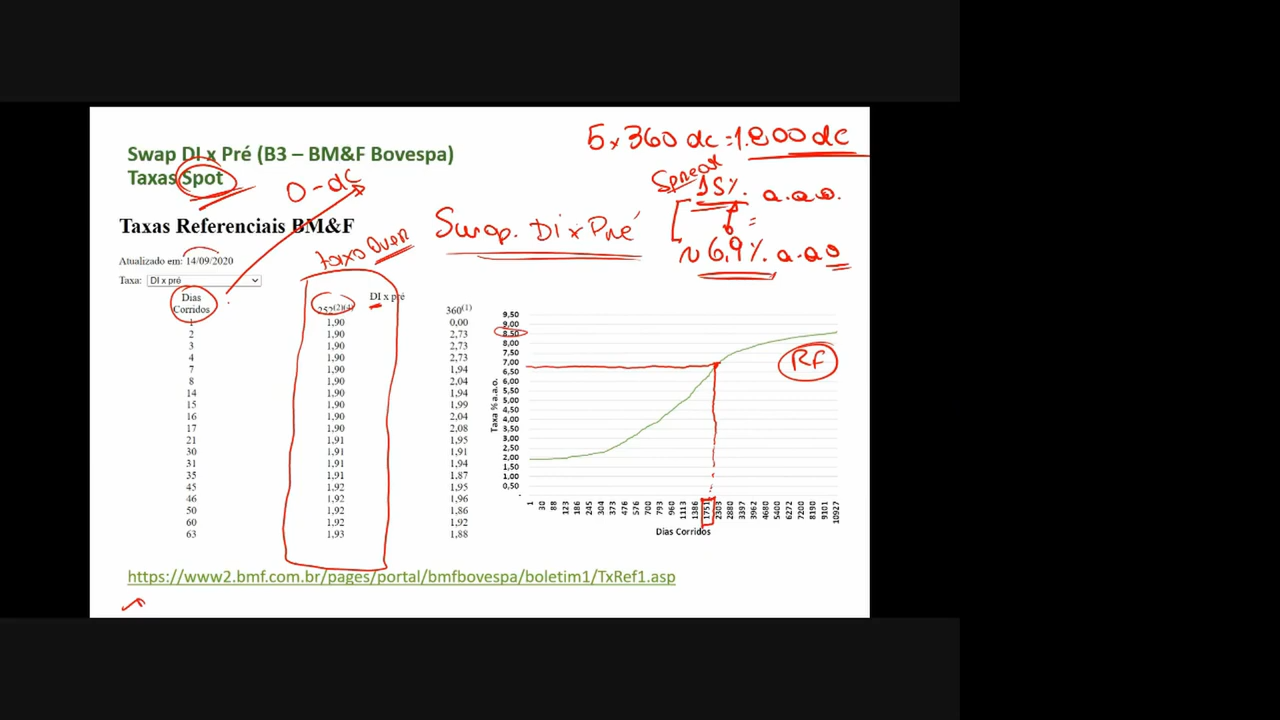 5 x 360 dc = 1.800 dc
Swap DI x Pré (B3 – BM&F Bovespa)
Taxas Spot
0 - dc
Spread
15% a.a.o.
=
~ 6,9% a.a.o
Swap. DI x Pré
Taxas Referenciais BM&F
taxa Over
Atualizado em: 14/09/2020
Taxa: DI x pré
Dias Corridos DI x pré
252(2)(4) 360(1)
1 1,90 0,00
2 1,90 2,73
3 1,90 2,73
4 1,90 2,73
7 1,90 1,94
8 1,90 2,04
14 1,90 1,94
15 1,90 1,99
16 1,90 2,04
17 1,90 2,08
21 1,91 1,95
30 1,91 1,91
31 1,91 1,94
35 1,91 1,87
45 1,92 1,95
46 1,92 1,96
50 1,92 1,86
60 1,92 1,92
63 1,93 1,88
Taxa % a.a.o.
9,50
9,00
8,50
8,00
7,50
7,00
6,50
6,00
5,50
5,00
4,50
4,00
3,50
3,00
2,50
2,00
1,50
1,00
0,50
-
RF
1 30 88 123 186 245 304 373 476 576 700 793 960 1113 1386 1751 2303 2880 3397 3962 4680 5400 6272 7200 8190 9101 10927
Dias Corridos
https://www2.bmf.com.br/pages/portal/bmfbovespa/boletim1/TxRef1.asp